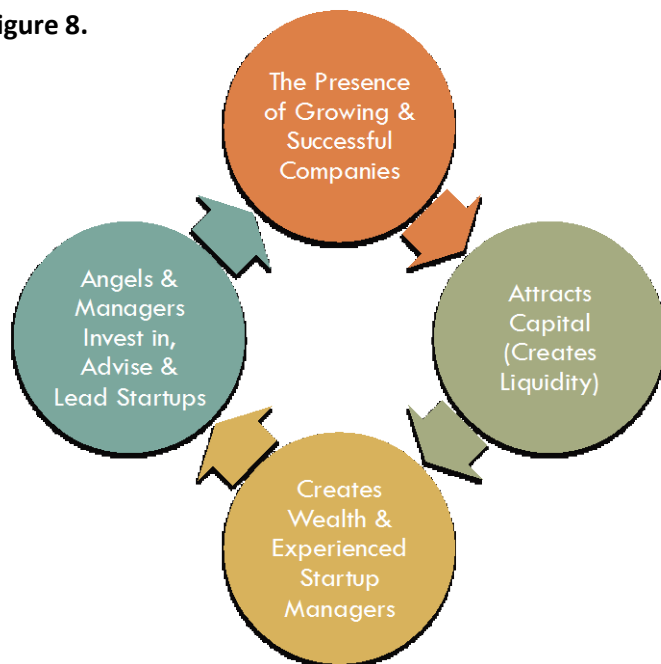 igure 8.
The Presence
of Growing &
Successful
Companies
Attracts
Capital
(Creates
Liquidity)
Creates
Wealth &
Experienced
Startup
Managers
Angels &
Managers
Invest in,
Advise &
Lead Startups